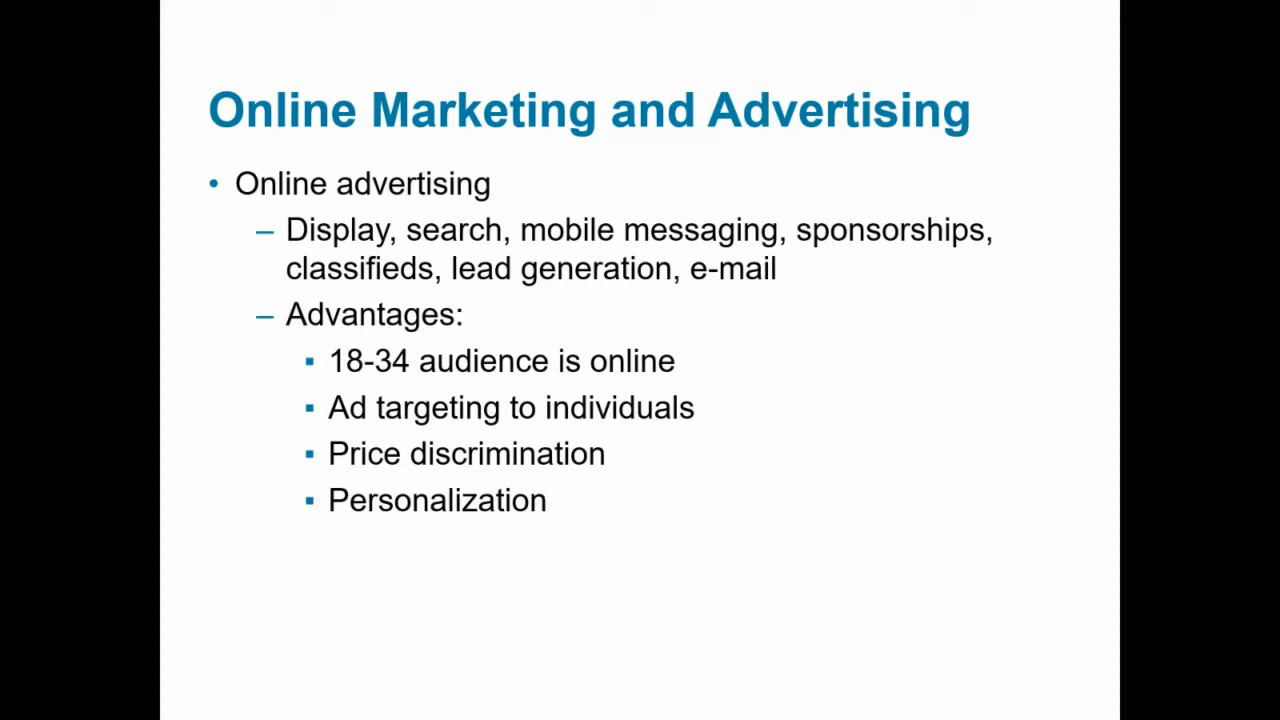 Online Marketing and Advertising
• Online advertising
– Display, search, mobile messaging, sponsorships,
classifieds, lead generation, e-mail
– Advantages:
▪ 18-34 audience is online
▪ Ad targeting to individuals
▪ Price discrimination
▪ Personalization